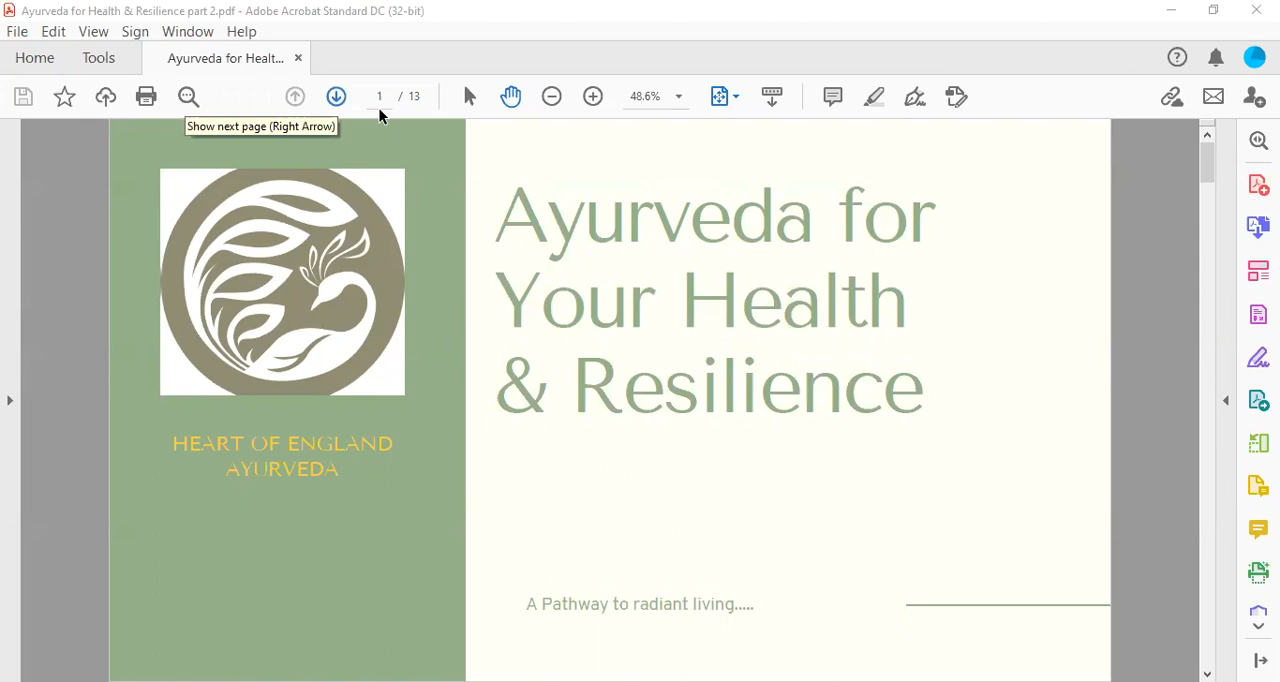 Ayurveda for Health & Resilience part 2.pdf - Adobe Acrobat Standard DC (32-bit)
File Edit View Sign Window Help
Home Tools Ayurveda for Healt... ×
1 / 13 48.6%
Show next page (Right Arrow)
HEART OF ENGLAND
AYURVEDA
Ayurveda for
Your Health
& Resilience
A Pathway to radiant living.....